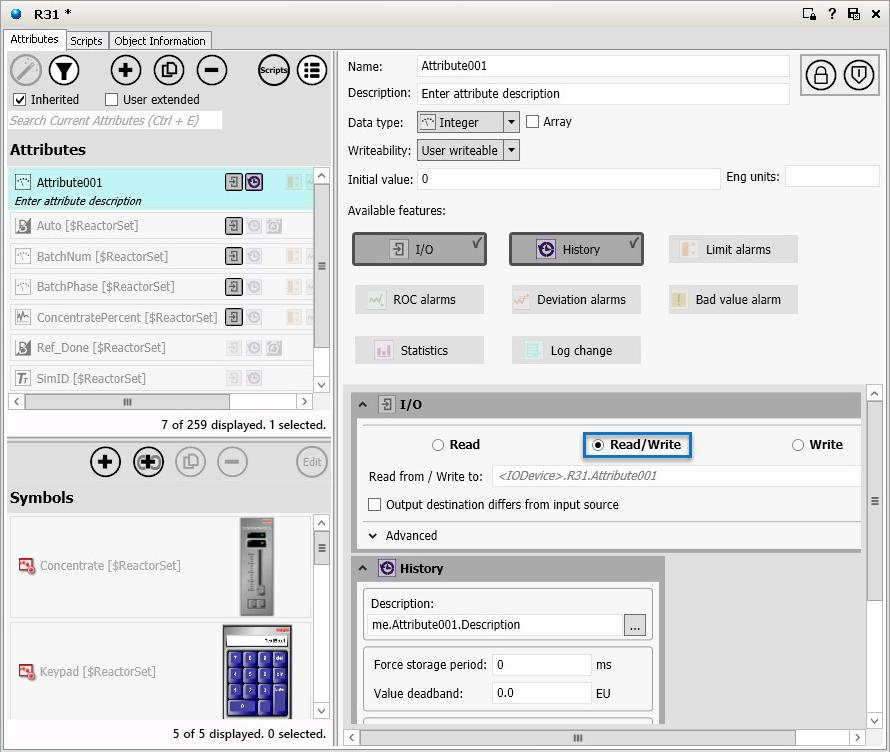 R31 *
Attributes Scripts Object Information
Scripts
Inherited User extended
Search Current Attributes (Ctrl + E)
Attributes
Attribute001
Enter attribute description
Auto [$ReactorSet]
BatchNum [$ReactorSet]
BatchPhase [$ReactorSet]
ConcentratePercent [$ReactorSet]
Ref_Done [$ReactorSet]
SimID [$ReactorSet]
7 of 259 displayed. 1 selected.
Edit
Symbols
Concentrate [$ReactorSet]
Keypad [$ReactorSet]
5 of 5 displayed. 0 selected.
Name: Attribute001
Description: Enter attribute description
Data type: Integer Array
Writeability: User writeable
Initial value: 0 Eng units:
Available features:
I/O History Limit alarms
ROC alarms Deviation alarms Bad value alarm
Statistics Log change
I/O
Read Read/Write Write
Read from / Write to: <IODevice>.R31.Attribute001
Output destination differs from input source
Advanced
History
Description:
me.Attribute001.Description ...
Force storage period: 0 ms
Value deadband: 0.0 EU